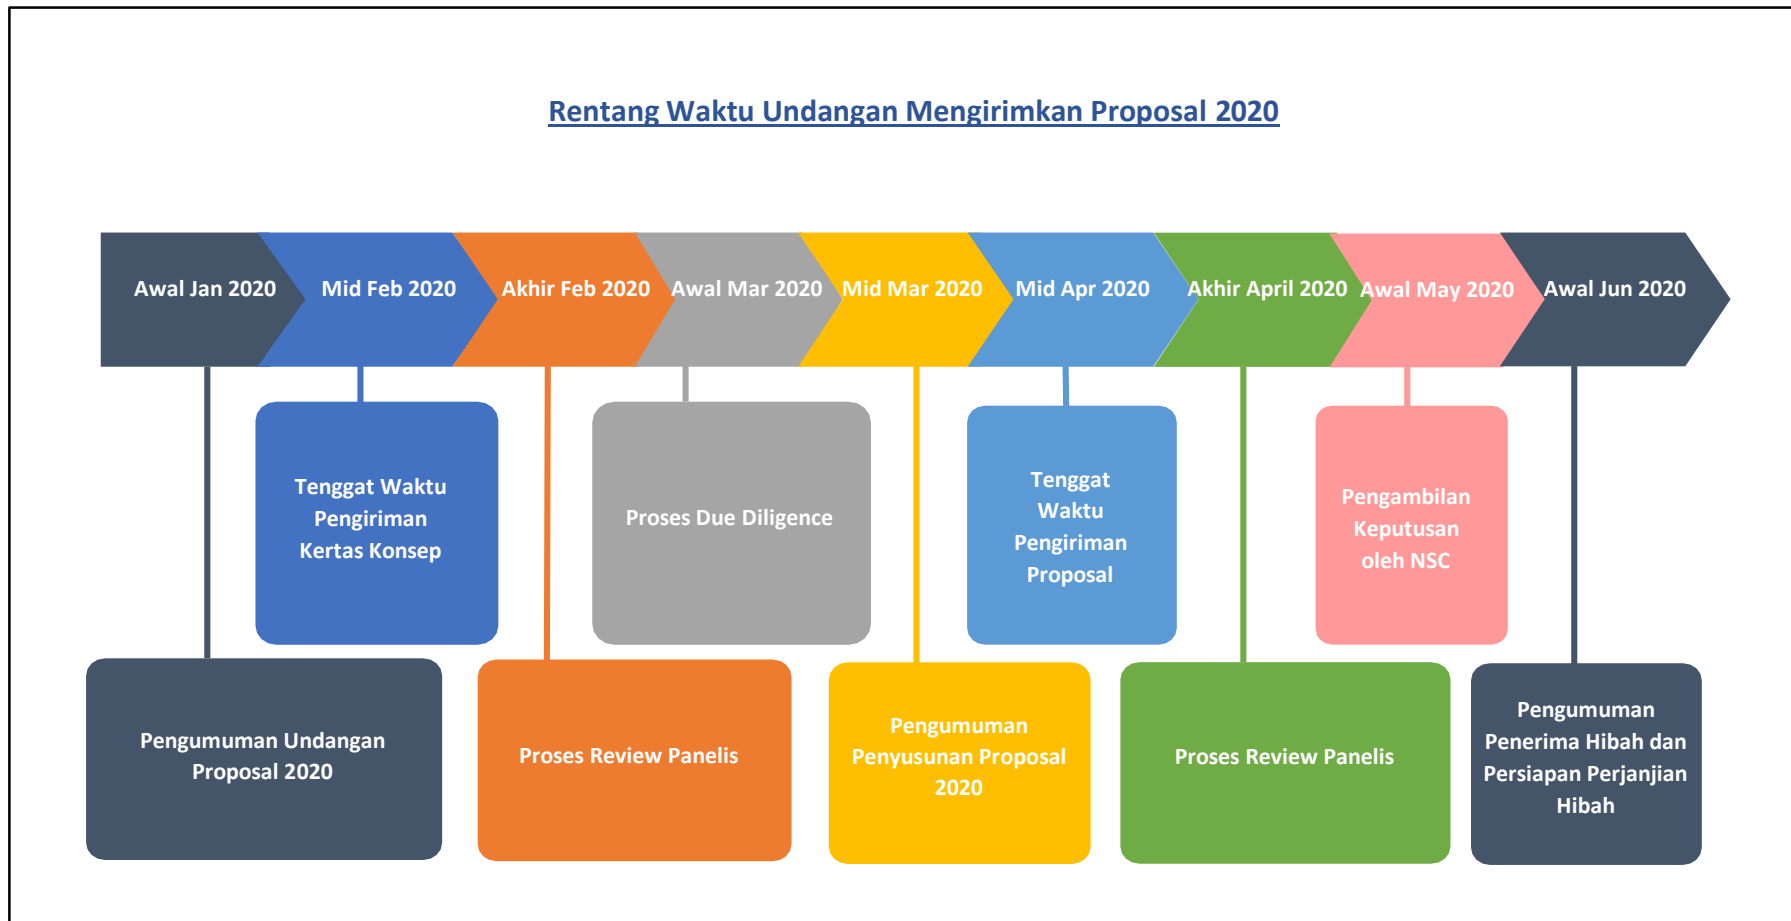 Rentang Waktu Undangan Mengirimkan Proposal 2020
Awal Jan 2020
Mid Feb 2020
Akhir Feb 2020
Awal Mar 2020
Mid Mar 2020
Mid Apr 2020
Akhir April 2020
Awal May 2020
Awal Jun 2020
Tenggat Waktu
Pengiriman
Kertas Konsep
Proses Due Diligence
Tenggat
Waktu
Pengiriman
Proposal
Pengambilan
Keputusan
oleh NSC
Pengumuman Undangan
Proposal 2020
Proses Review Panelis
Pengumuman
Penyusunan Proposal
2020
Proses Review Panelis
Pengumuman
Penerima Hibah dan
Persiapan Perjanjian
Hibah